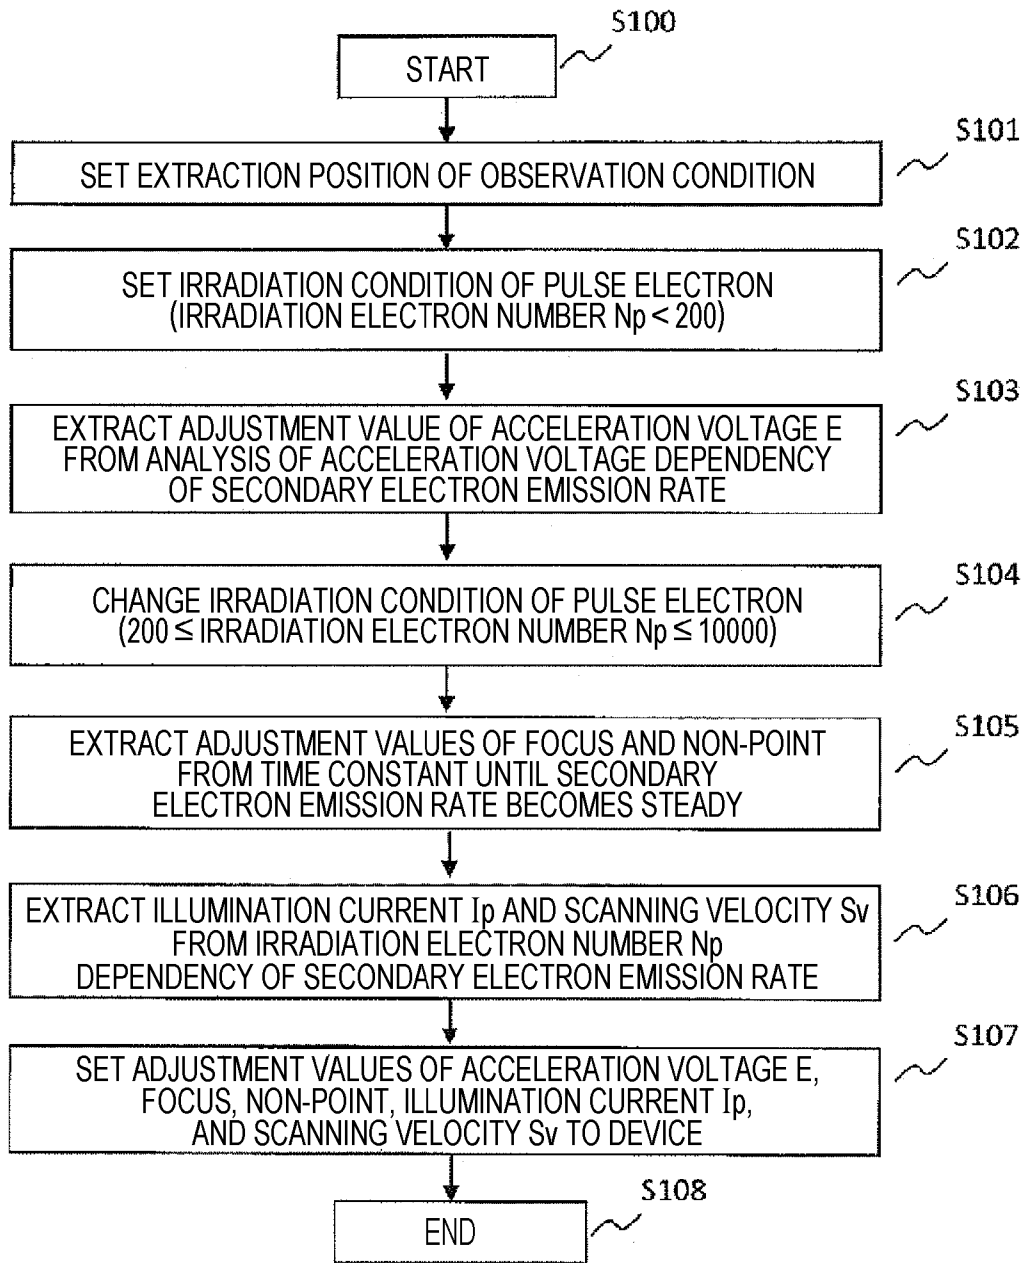 S100
START
S101
SET EXTRACTION POSITION OF OBSERVATION CONDITION
S102
SET IRRADIATION CONDITION OF PULSE ELECTRON
(IRRADIATION ELECTRON NUMBER Np < 200)
S103
EXTRACT ADJUSTMENT VALUE OF ACCELERATION VOLTAGE E
FROM ANALYSIS OF ACCELERATION VOLTAGE DEPENDENCY
OF SECONDARY ELECTRON EMISSION RATE
S104
CHANGE IRRADIATION CONDITION OF PULSE ELECTRON
(200 ≤ IRRADIATION ELECTRON NUMBER Np ≤ 10000)
S105
EXTRACT ADJUSTMENT VALUES OF FOCUS AND NON-POINT
FROM TIME CONSTANT UNTIL SECONDARY
ELECTRON EMISSION RATE BECOMES STEADY
S106
EXTRACT ILLUMINATION CURRENT Ip AND SCANNING VELOCITY Sv
FROM IRRADIATION ELECTRON NUMBER Np
DEPENDENCY OF SECONDARY ELECTRON EMISSION RATE
S107
SET ADJUSTMENT VALUES OF ACCELERATION VOLTAGE E,
FOCUS, NON-POINT, ILLUMINATION CURRENT Ip,
AND SCANNING VELOCITY Sv TO DEVICE
S108
END